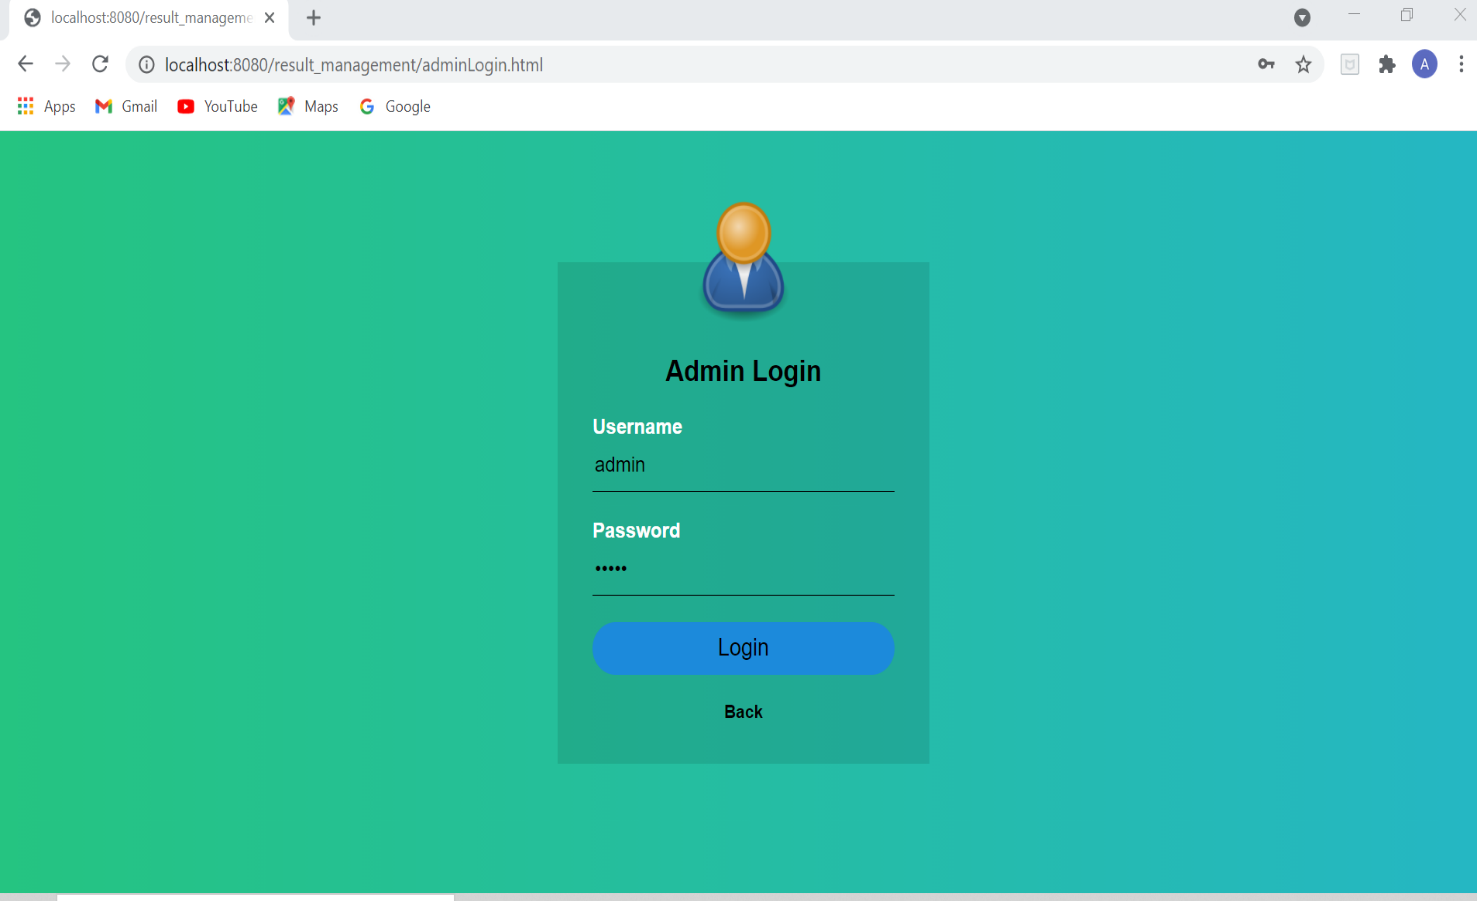 localhost:8080/result_manageme
localhost:8080/result_management/adminLogin.html
A
Apps Gmail YouTube Maps Google
Admin Login
Username
admin
Password
•••••
Login
Back